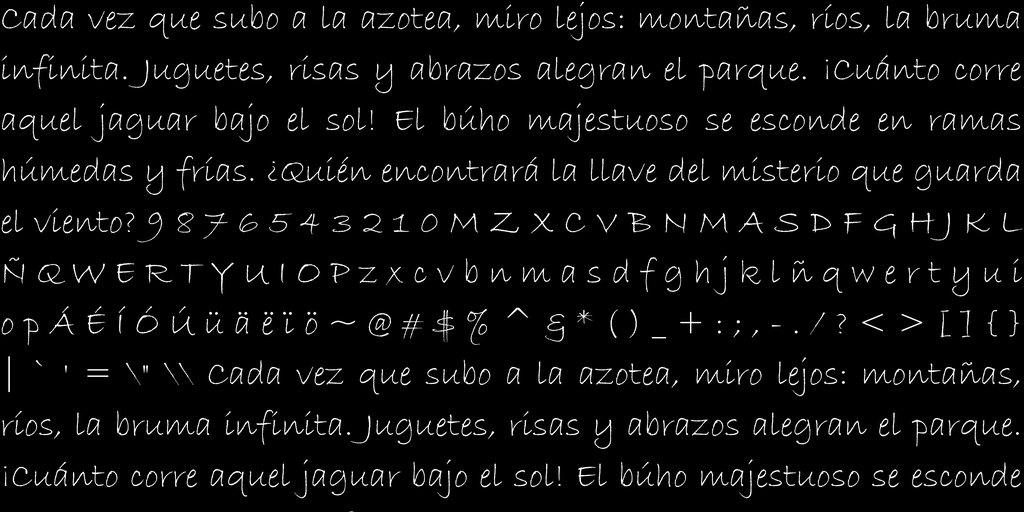 Cada vez que subo a la azotea, miro lejos: montañas, ríos, la bruma
infinita. Juguetes, risas y abrazos alegran el parque. ¡Cuánto corre
aquel jaguar bajo el sol! El búho majestuoso se esconde en ramas
húmedas y frías. ¿Quién encontrará la llave del misterio que guarda
el viento? 9 8 7 6 5 4 3 2 1 0 M Z X C V B N M A S D F G H J K L
Ñ Q W E R T Y U I O P z x c v b n m a s d f g h j k l ñ q w e r t y u i
o p Á É Í Ó Ú ü ä ë ï ö ~ @ # $ % ^ & * ( ) _ + : ; , - . / ? < > [ ] { }
| ` ' = \" \\ Cada vez que subo a la azotea, miro lejos: montañas,
ríos, la bruma infinita. Juguetes, risas y abrazos alegran el parque.
¡Cuánto corre aquel jaguar bajo el sol! El búho majestuoso se esconde